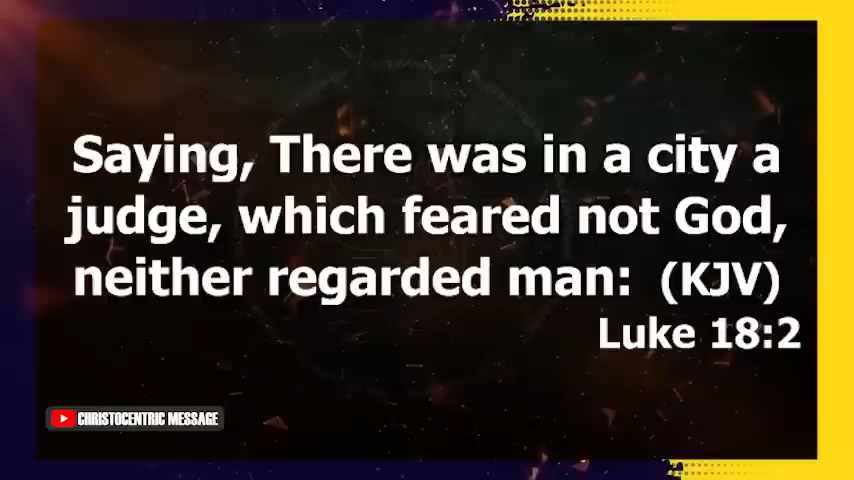 Saying, There was in a city a
judge, which feared not God,
neither regarded man: (KJV)
Luke 18:2
CHRISTOCENTRIC MESSAGE